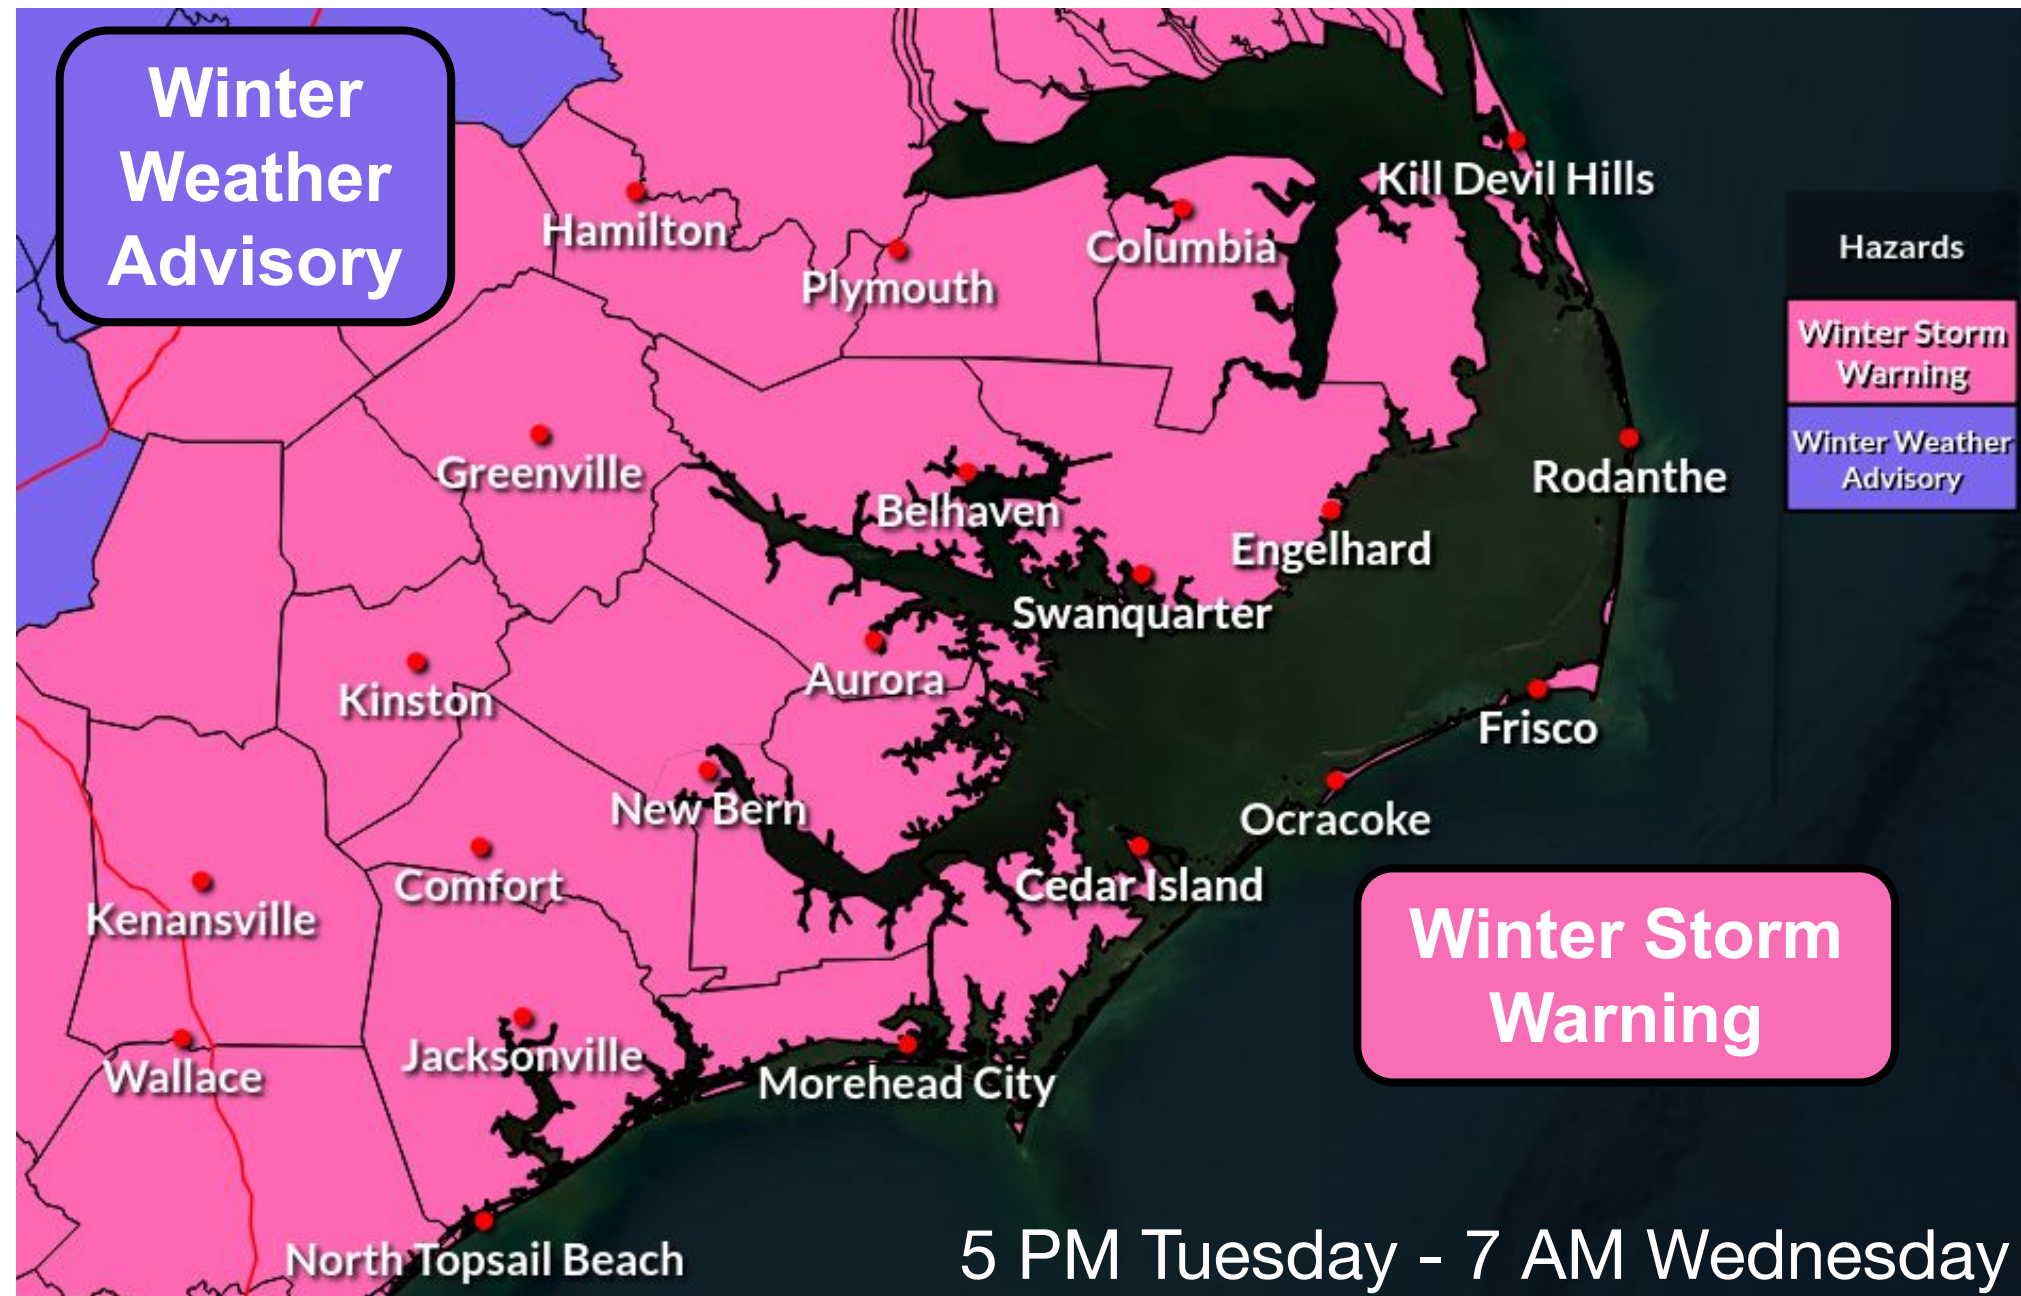 Winter
Weather
Advisory
Kill Devil Hills
Hamilton
Columbia
Plymouth
Hazards
Winter Storm
Warning
Winter Weather
Advisory
Greenville
Rodanthe
Belhaven
Engelhard
Swanquarter
Aurora
Kinston
Frisco
New Bern
Ocracoke
Comfort
Cedar Island
Kenansville
Winter Storm
Warning
Jacksonville
Wallace
Morehead City
North Topsail Beach
5 PM Tuesday - 7 AM Wednesday